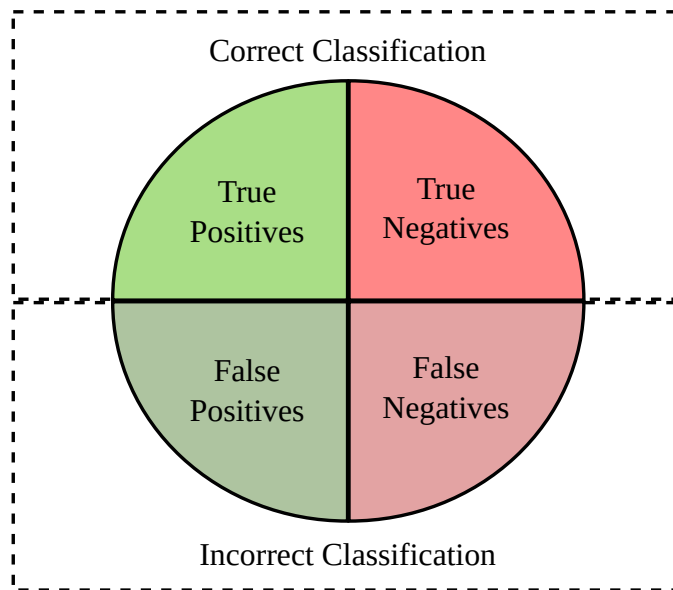 Correct Classification
True
Positives
True
Negatives
False
Positives
False
Negatives
Incorrect Classification